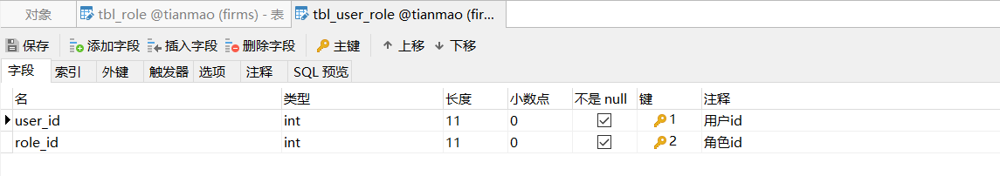 对象 tbl_role @tianmao (firms) - 表 tbl_user_role @tianmao (fir...
保存 添加字段 插入字段 删除字段 主键 上移 下移
字段 索引 外键 触发器 选项 注释 SQL 预览
名 类型 长度 小数点 不是 null 键 注释
user_id int 11 0 1 用户id
role_id int 11 0 2 角色id